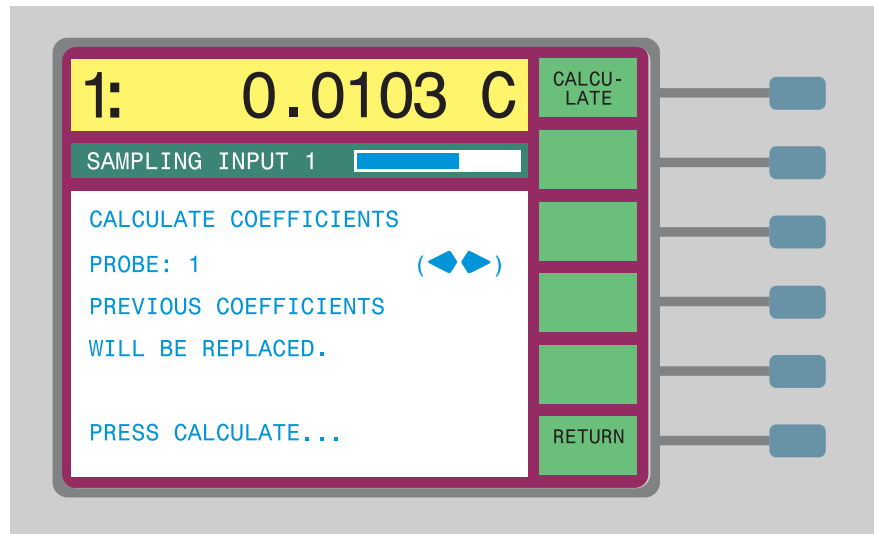 1: 0.0103 C
SAMPLING INPUT 1
CALCULATE COEFFICIENTS
PROBE: 1 (◀▶)
PREVIOUS COEFFICIENTS
WILL BE REPLACED.
PRESS CALCULATE...
CALCU-
LATE
RETURN